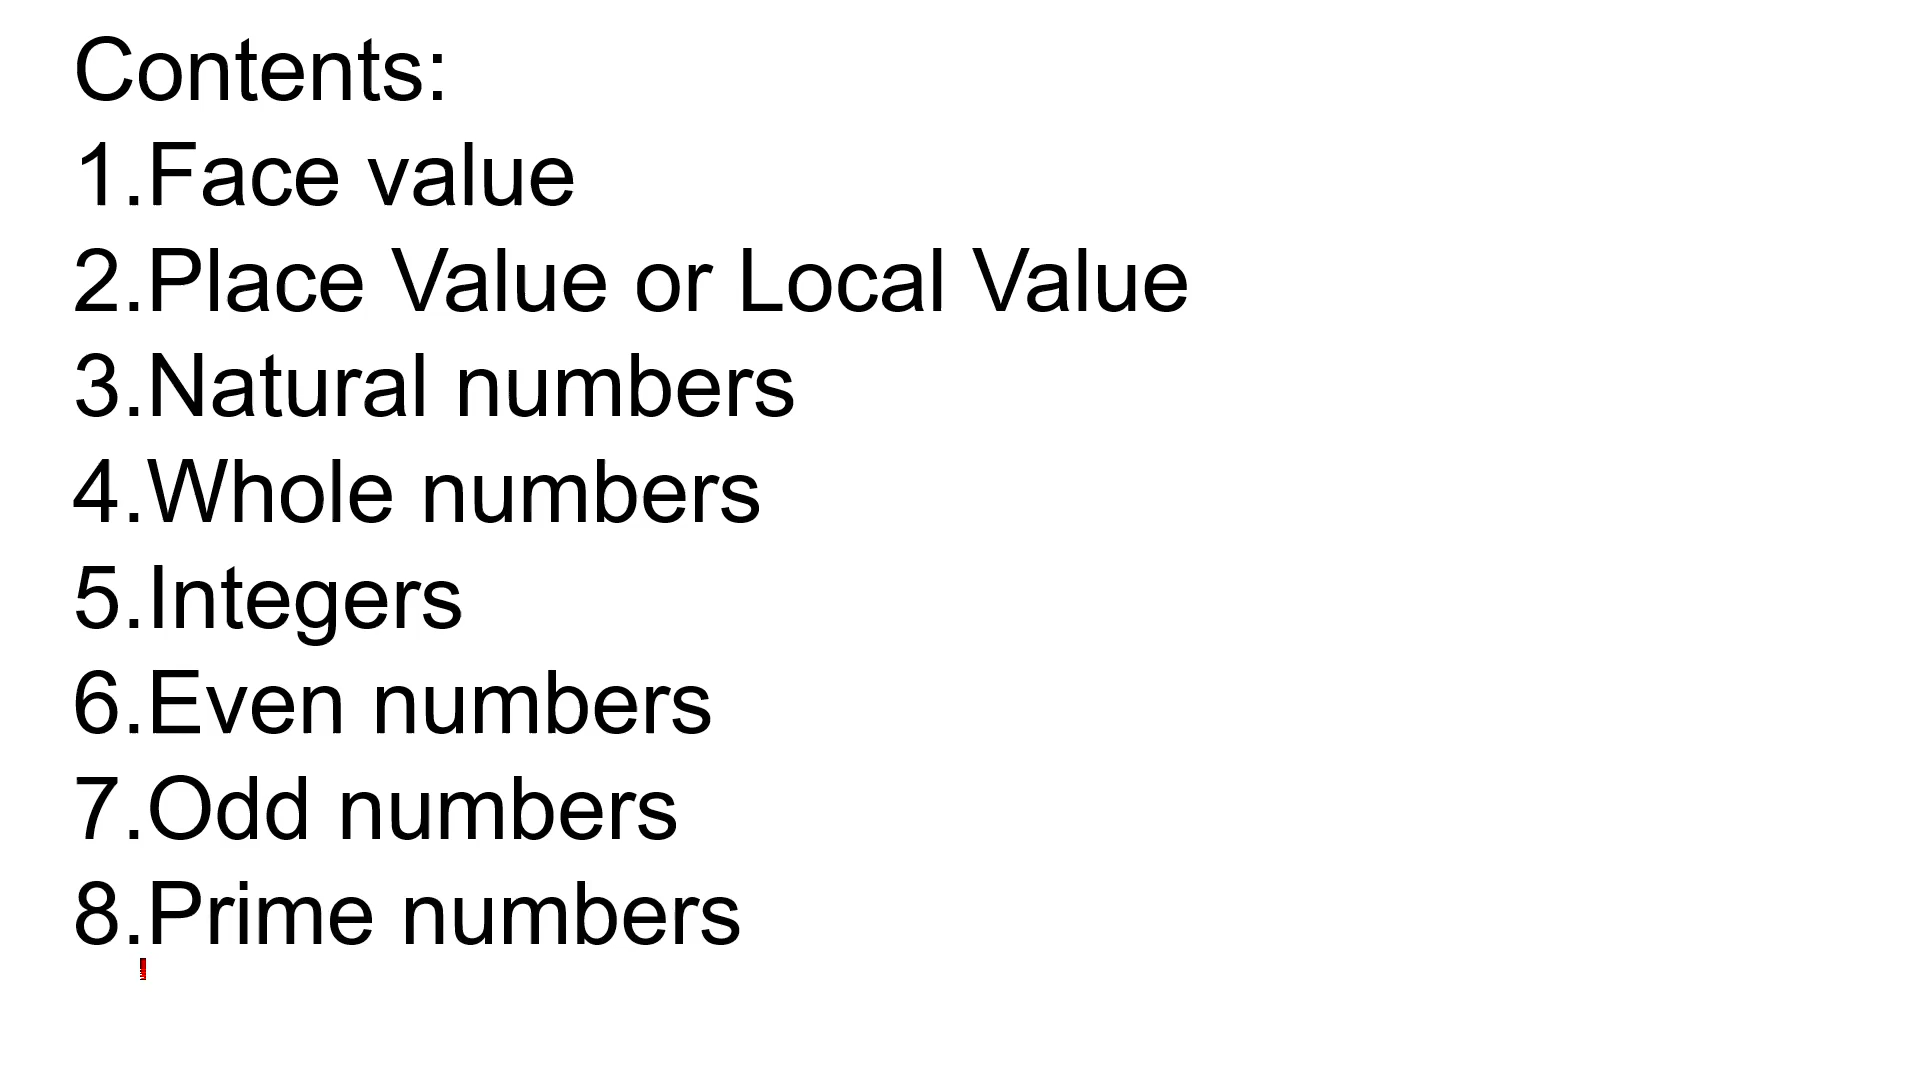 Contents:
1.Face value
2.Place Value or Local Value
3.Natural numbers
4.Whole numbers
5.Integers
6.Even numbers
7.Odd numbers
8.Prime numbers